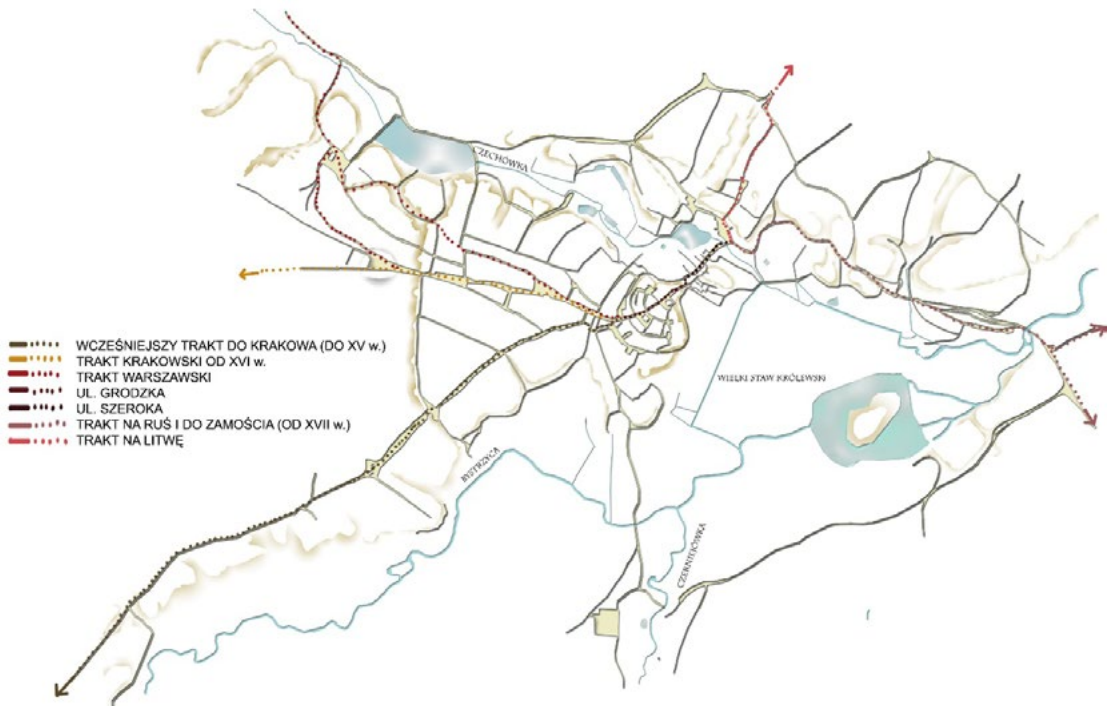 CZECHÓWKA
WCZEŚNIEJSZY TRAKT DO KRAKOWA (DO XV w.)
TRAKT KRAKOWSKI OD XVI w.
TRAKT WARSZAWSKI
UL. GRODZKA
UL. SZEROKA
TRAKT NA RUŚ I DO ZAMOŚCIA (OD XVII w.)
TRAKT NA LITWĘ
WIELKI STAW KRÓLEWSKI
BYSTRZYCA
CZERNIEJÓWKA